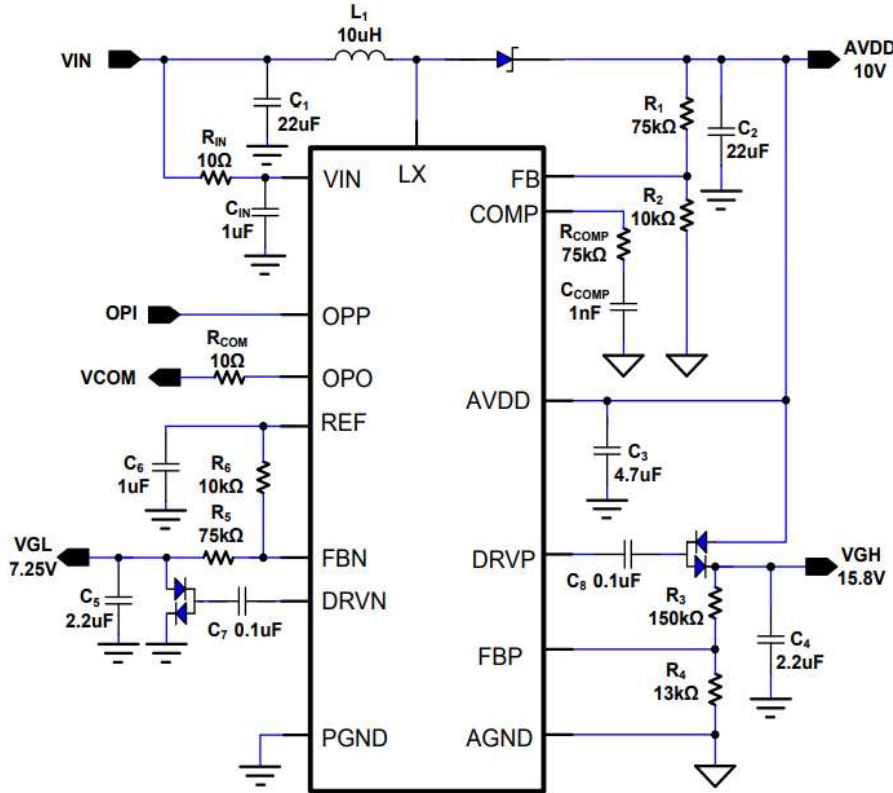 L1
10uH
VIN
AVDD
10V
C1
22uF
R1
75kΩ
C2
22uF
RIN
10Ω
VIN
LX
FB
CIN
1uF
COMP
R2
10kΩ
RCOMP
75kΩ
CCOMP
1nF
OPI
OPP
RCOM
10Ω
VCOM
OPO
AVDD
REF
C6
1uF
R6
10kΩ
C3
4.7uF
R5
75kΩ
VGL
7.25V
FBN
DRVP
C8 0.1uF
VGH
15.8V
C5
2.2uF
DRVN
C7 0.1uF
R3
150kΩ
C4
2.2uF
FBP
R4
13kΩ
PGND
AGND